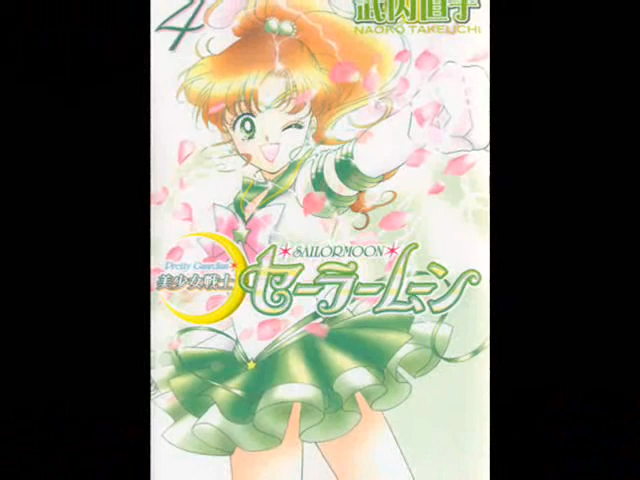 4
武内直子
NAOKO TAKEUCHI
SAILORMOON
Pretty Guardian
美少女戦士
セーラームーン